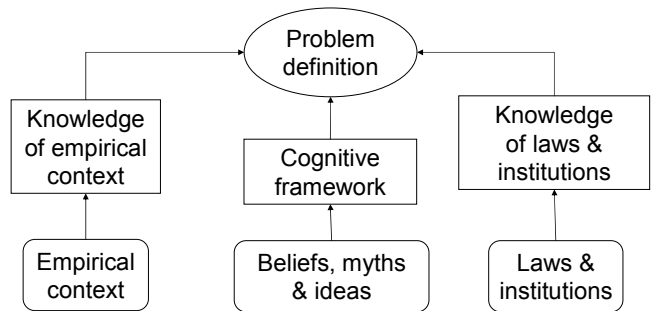 Problem
definition
Knowledge
of empirical
context
Cognitive
framework
Knowledge
of laws &
institutions
Empirical
context
Beliefs, myths
& ideas
Laws &
institutions